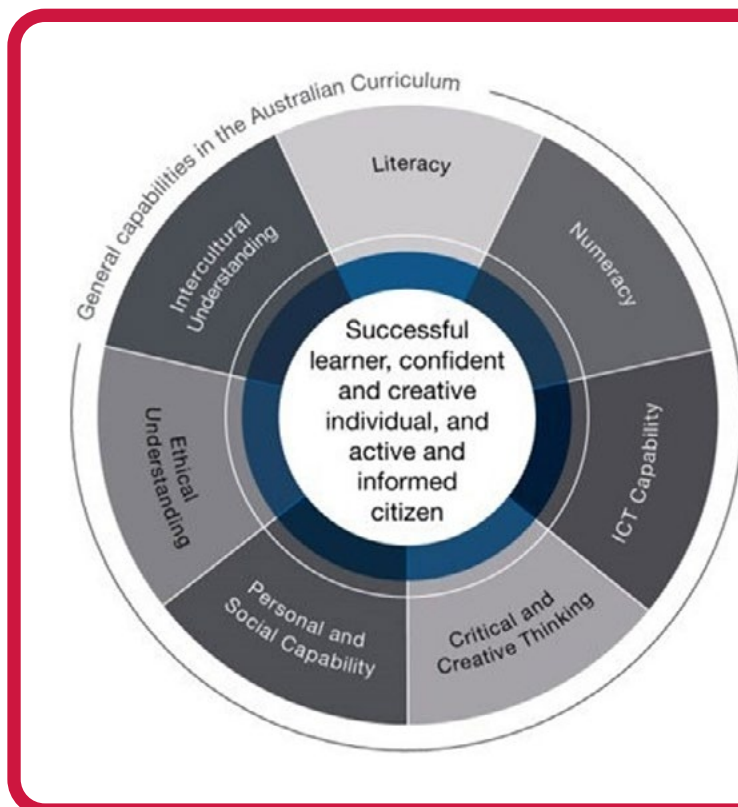 General capabilities in the Australian Curriculum
Literacy
Numeracy
ICT Capability
Critical and
Creative Thinking
Personal and
Social Capability
Ethical
Understanding
Intercultural
Understanding
Successful
learner, confident
and creative
individual, and
active and
informed
citizen